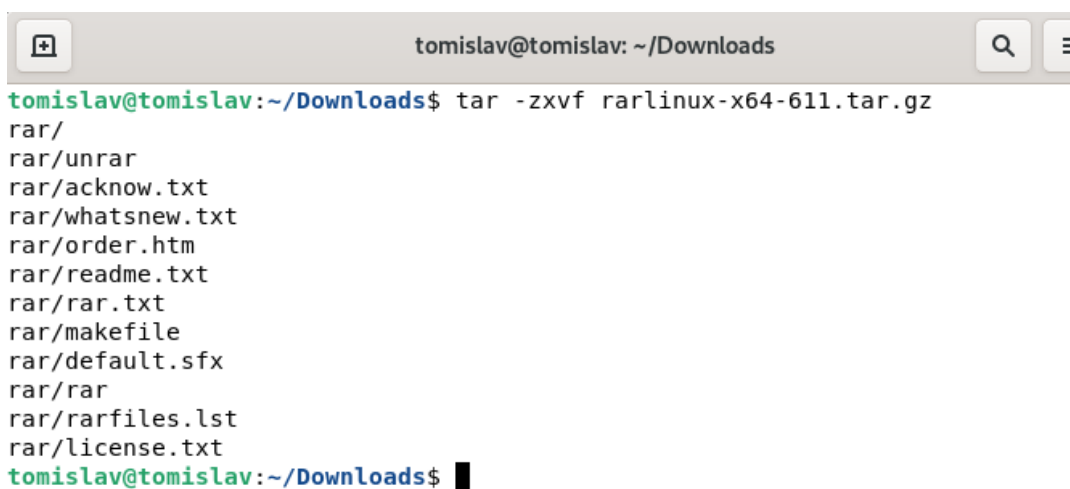 tomislav@tomislav: ~/Downloads
tomislav@tomislav:~/Downloads$ tar -zxvf rarlinux-x64-611.tar.gz
rar/
rar/unrar
rar/acknow.txt
rar/whatsnew.txt
rar/order.htm
rar/readme.txt
rar/rar.txt
rar/makefile
rar/default.sfx
rar/rar
rar/rarfiles.lst
rar/license.txt
tomislav@tomislav:~/Downloads$